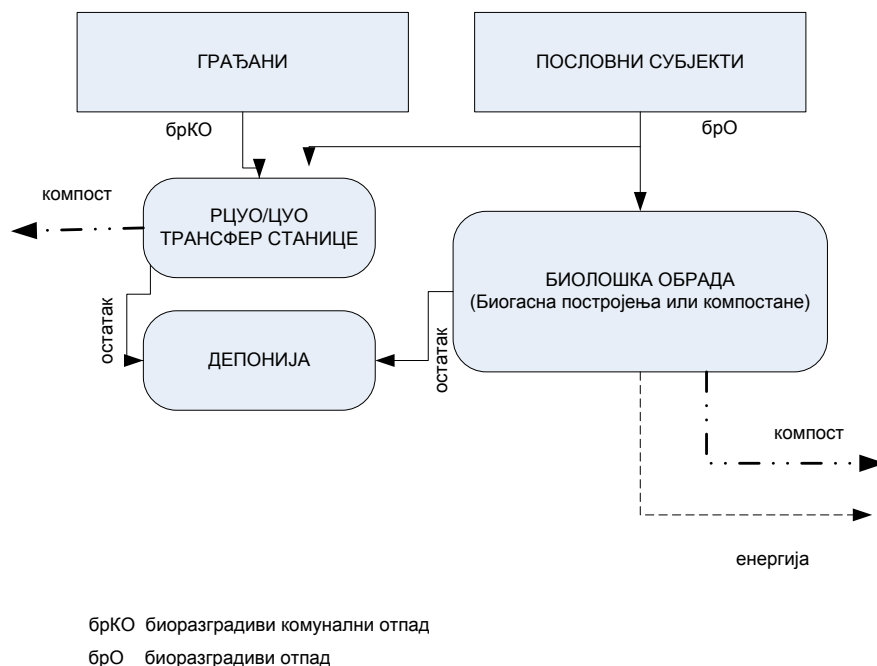 ГРАЂАНИ
ПОСЛОВНИ СУБЈЕКТИ
брКО
брО
компост
РЦУО/ЦУО
ТРАНСФЕР СТАНИЦЕ
БИОЛОШКА ОБРАДА
(Биогасна постројења или компостане)
остатак
остатак
ДЕПОНИЈА
компост
енергија
брКО биоразградиви комунални отпад
брО биоразградиви отпад